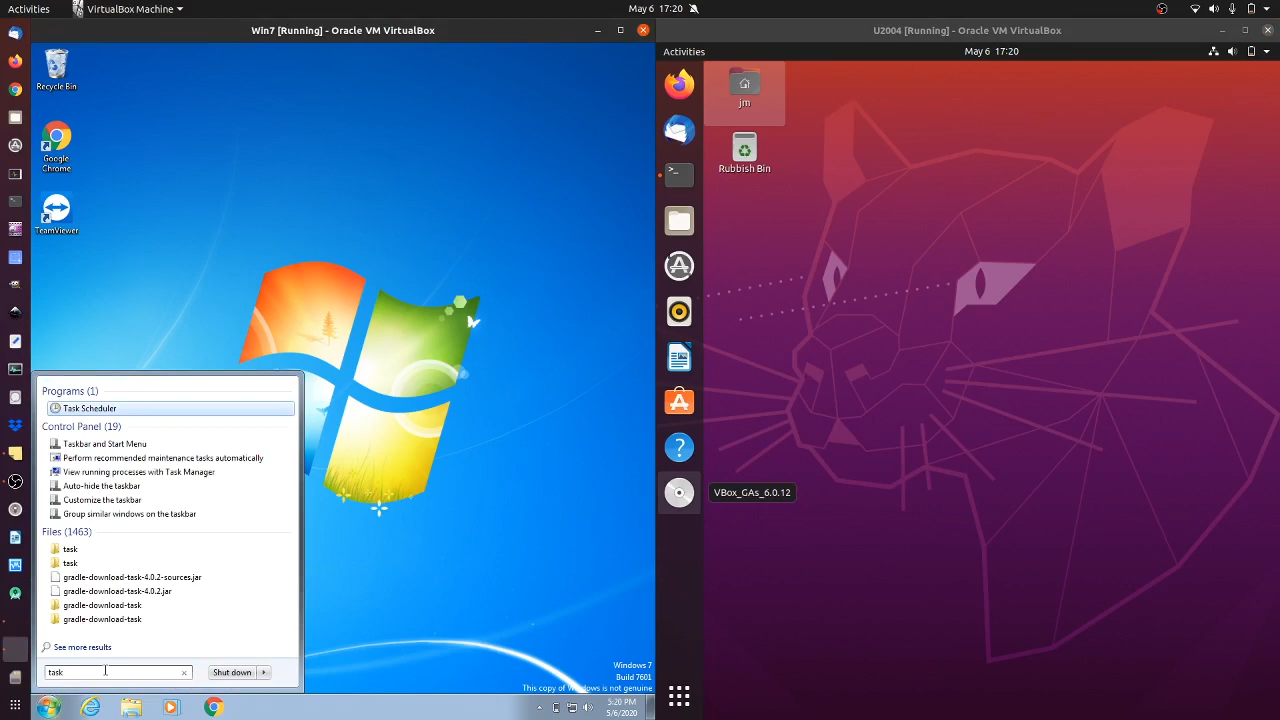 Activities
VirtualBox Machine
May 6 17:20
Win7 [Running] - Oracle VM VirtualBox
U2004 [Running] - Oracle VM VirtualBox
Recycle Bin
Google
Chrome
TeamViewer
Programs (1)
Task Scheduler
Control Panel (19)
Taskbar and Start Menu
Perform recommended maintenance tasks automatically
View running processes with Task Manager
Auto-hide the taskbar
Customize the taskbar
Group similar windows on the taskbar
Files (1463)
task
task
gradle-download-task-4.0.2-sources.jar
gradle-download-task-4.0.2.jar
gradle-download-task
gradle-download-task
See more results
task
Shut down
Windows 7
Build 7601
This copy of Windows is not genuine
5:20 PM
5/6/2020
Activities
May 6 17:20
jm
Rubbish Bin
VBox_GAs_6.0.12